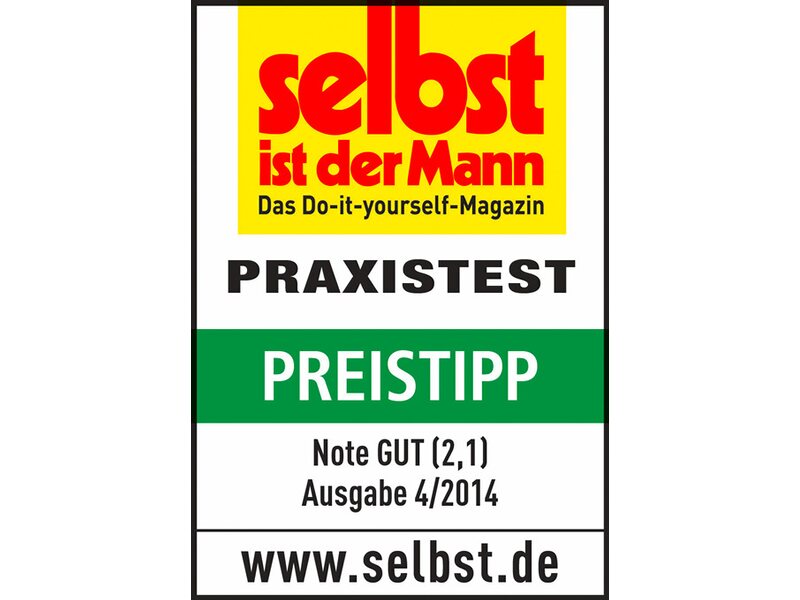 selbst
ist der Mann
Das Do-it-yourself-Magazin
PRAXISTEST
PREISTIPP
Note GUT (2,1)
Ausgabe 4/2014
www.selbst.de